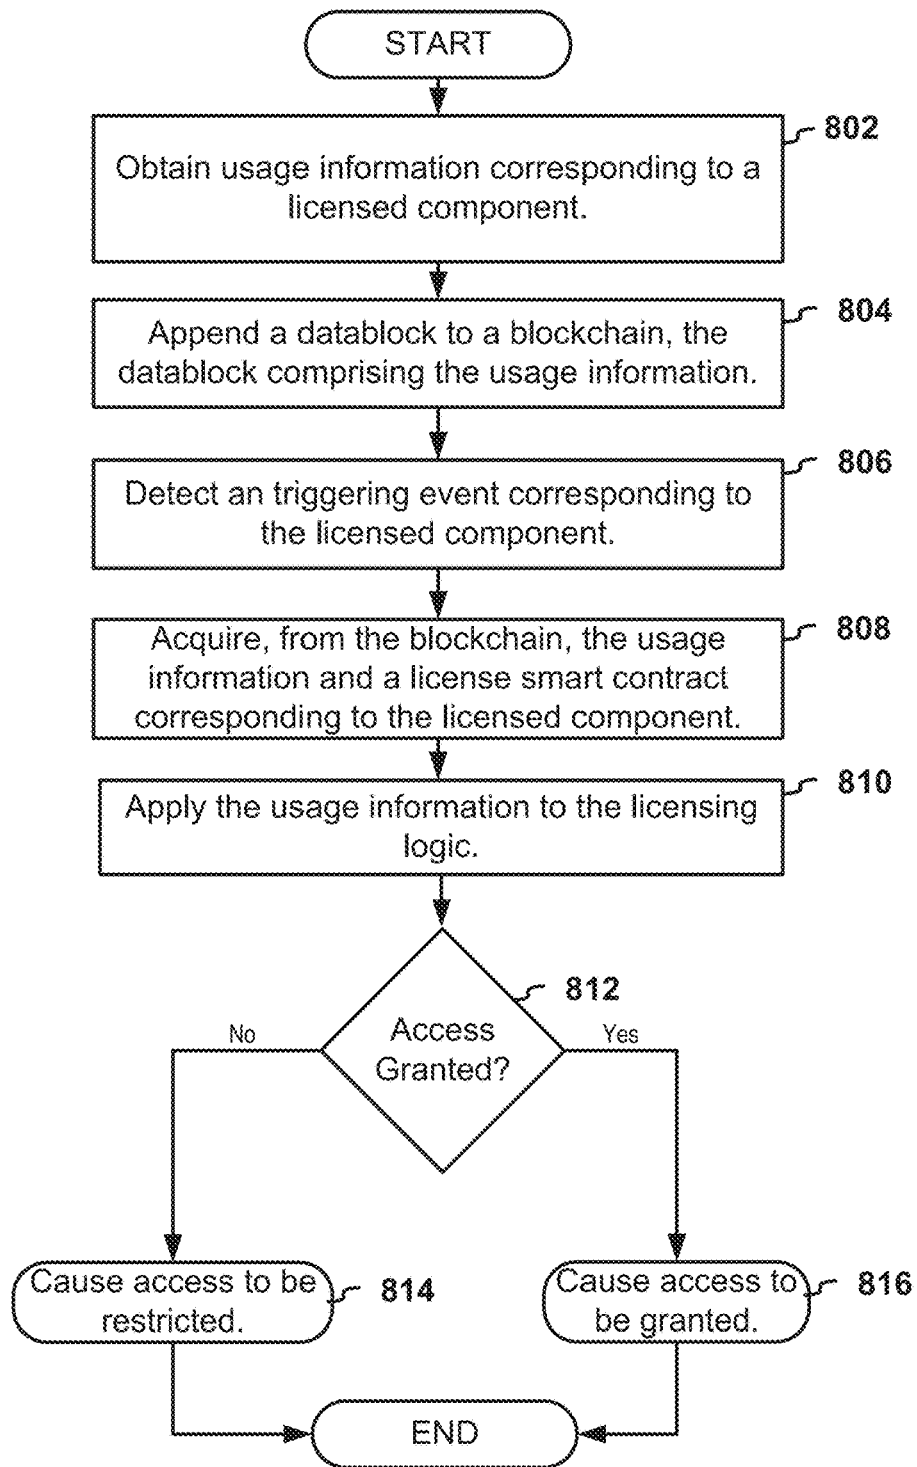 START
802
Obtain usage information corresponding to a
licensed component.
804
Append a datablock to a blockchain, the
datablock comprising the usage information.
806
Detect an triggering event corresponding to
the licensed component.
808
Acquire, from the blockchain, the usage
information and a license smart contract
corresponding to the licensed component.
810
Apply the usage information to the licensing
logic.
812
Access
Granted?
No
Yes
Cause access to be
restricted.
814
Cause access to
be granted.
816
END